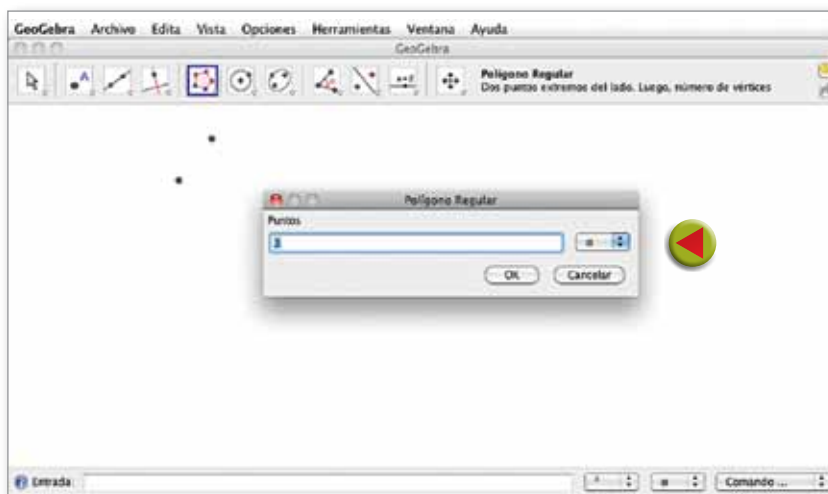 GeoGebra Archivo Edita Vista Opciones Herramientas Ventana Ayuda
GeoGebra
A
a=2
Polígono Regular
Dos puntos extremos del lado. Luego, número de vértices
Polígono Regular
Puntos
OK
Cancelar
Entrada:
Comando ...